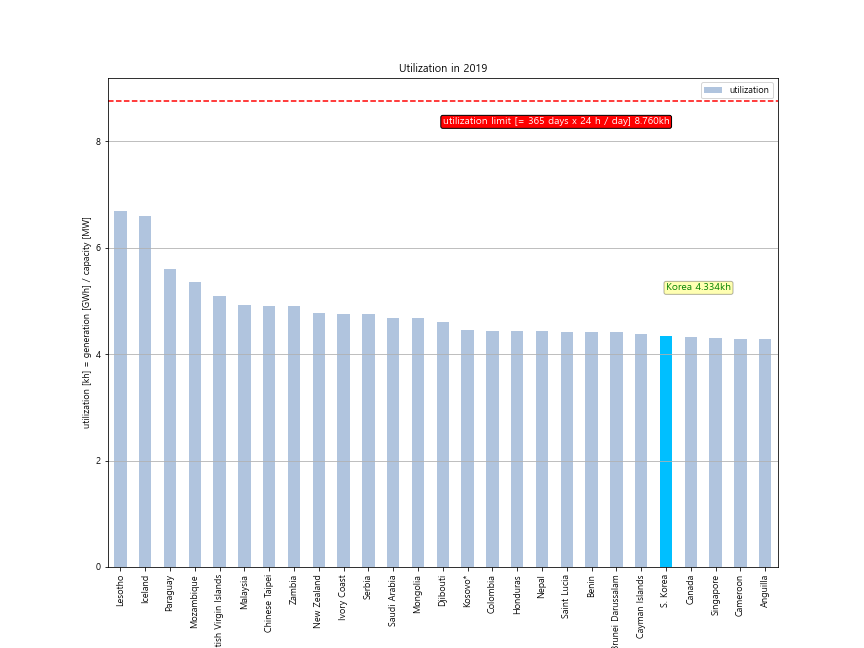 Utilization in 2019
utilization
utilization limit [= 365 days x 24 h / day] 8.760kh
Korea 4.334kh
utilization [kh] = generation [GWh] / capacity [MW]
8
6
4
2
0
Lesotho
Iceland
Paraguay
Mozambique
tish Virgin Islands
Malaysia
Chinese Taipei
Zambia
New Zealand
Ivory Coast
Serbia
Saudi Arabia
Mongolia
Djibouti
Kosovo*
Colombia
Honduras
Nepal
Saint Lucia
Benin
Brunei Darussalam
Cayman Islands
S. Korea
Canada
Singapore
Cameroon
Anguilla